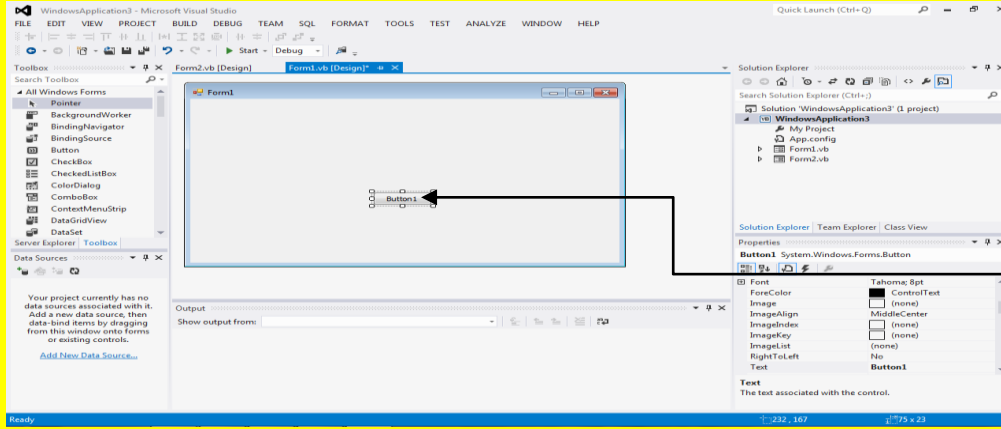 WindowsApplication3 - Microsoft Visual Studio
Quick Launch (Ctrl+Q)
FILE EDIT VIEW PROJECT BUILD DEBUG TEAM SQL FORMAT TOOLS TEST ANALYZE WINDOW HELP
Start Debug
Toolbox
Search Toolbox
All Windows Forms
Pointer
BackgroundWorker
BindingNavigator
BindingSource
Button
CheckBox
CheckedListBox
ColorDialog
ComboBox
ContextMenuStrip
DataGridView
DataSet
Server Explorer Toolbox
Data Sources
Your project currently has no
data sources associated with it.
Add a new data source, then
data-bind items by dragging
from this window onto forms
or existing controls.
Add New Data Source...
Form2.vb [Design] Form1.vb [Design]*
Form1
Button1
Output
Show output from:
Solution Explorer
Search Solution Explorer (Ctrl+;)
Solution 'WindowsApplication3' (1 project)
WindowsApplication3
My Project
App.config
Form1.vb
Form2.vb
Solution Explorer Team Explorer Class View
Properties
Button1 System.Windows.Forms.Button
Font Tahoma; 8pt
ForeColor ControlText
Image (none)
ImageAlign MiddleCenter
ImageIndex (none)
ImageKey (none)
ImageList (none)
RightToLeft No
Text Button1
Text
The text associated with the control.
Ready 232 , 167 75 x 23